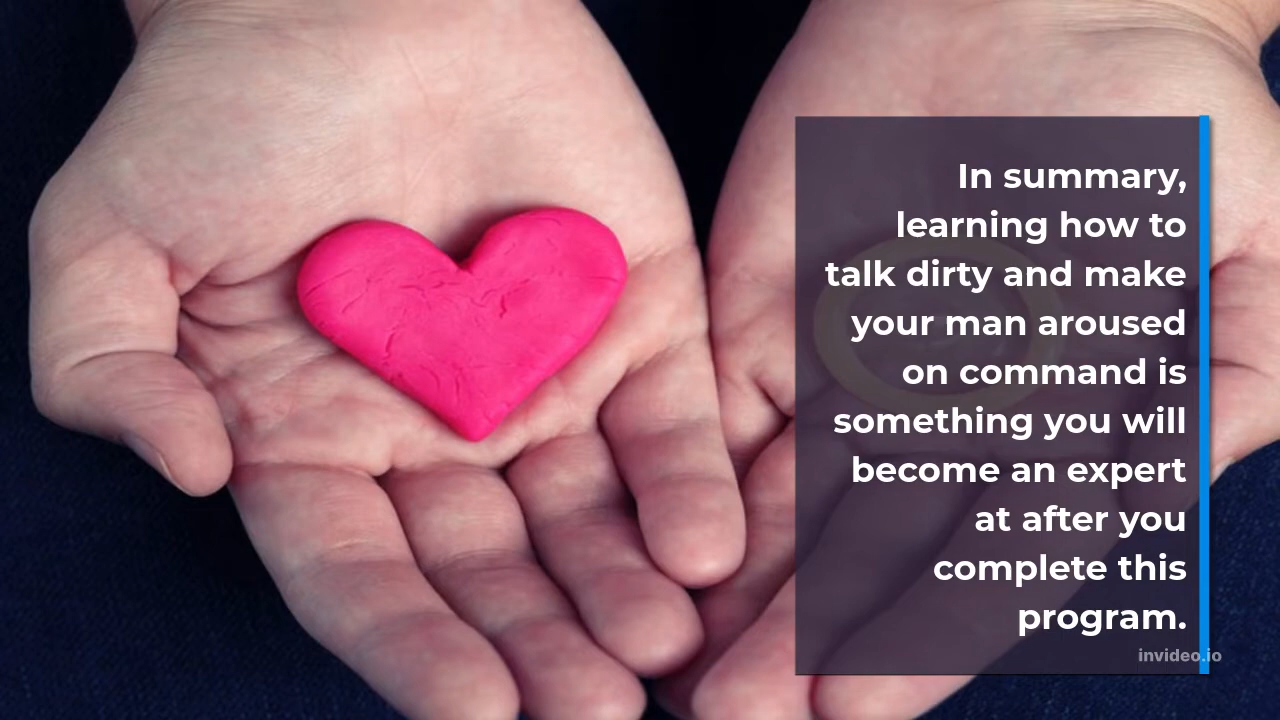 In summary,
learning how to
talk dirty and make
your man aroused
on command is
something you will
become an expert
at after you
complete this
program.
invideo.io